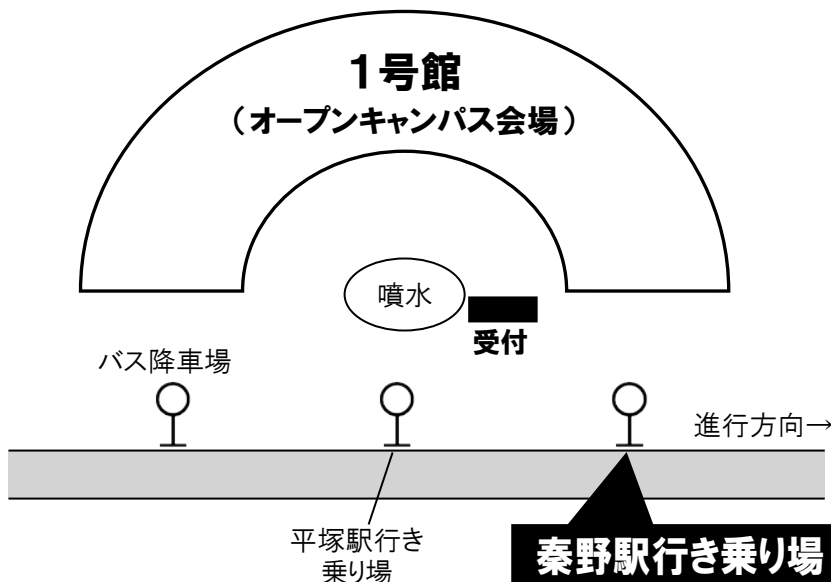 1号館
（オープンキャンパス会場）
噴水
受付
バス降車場
進行方向→
平塚駅行き
乗り場
秦野駅行き乗り場